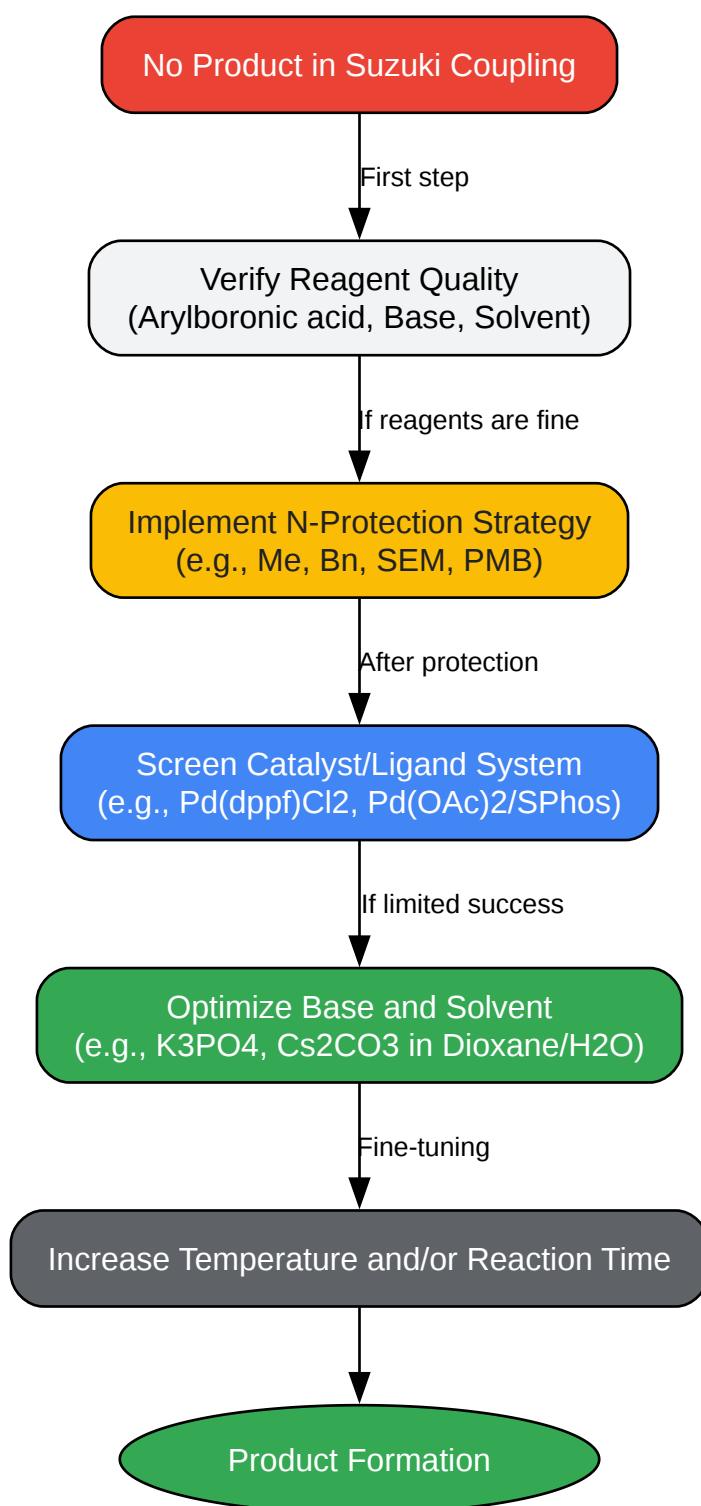 No Product in Suzuki Coupling
First step
Verify Reagent Quality
(Arylboronic acid, Base, Solvent)
If reagents are fine
Implement N-Protection Strategy
(e.g., Me, Bn, SEM, PMB)
After protection
Screen Catalyst/Ligand System
(e.g., Pd(dppf)Cl2, Pd(OAc)2/SPhos)
If limited success
Optimize Base and Solvent
(e.g., K3PO4, Cs2CO3 in Dioxane/H2O)
Fine-tuning
Increase Temperature and/or Reaction Time
Product Formation